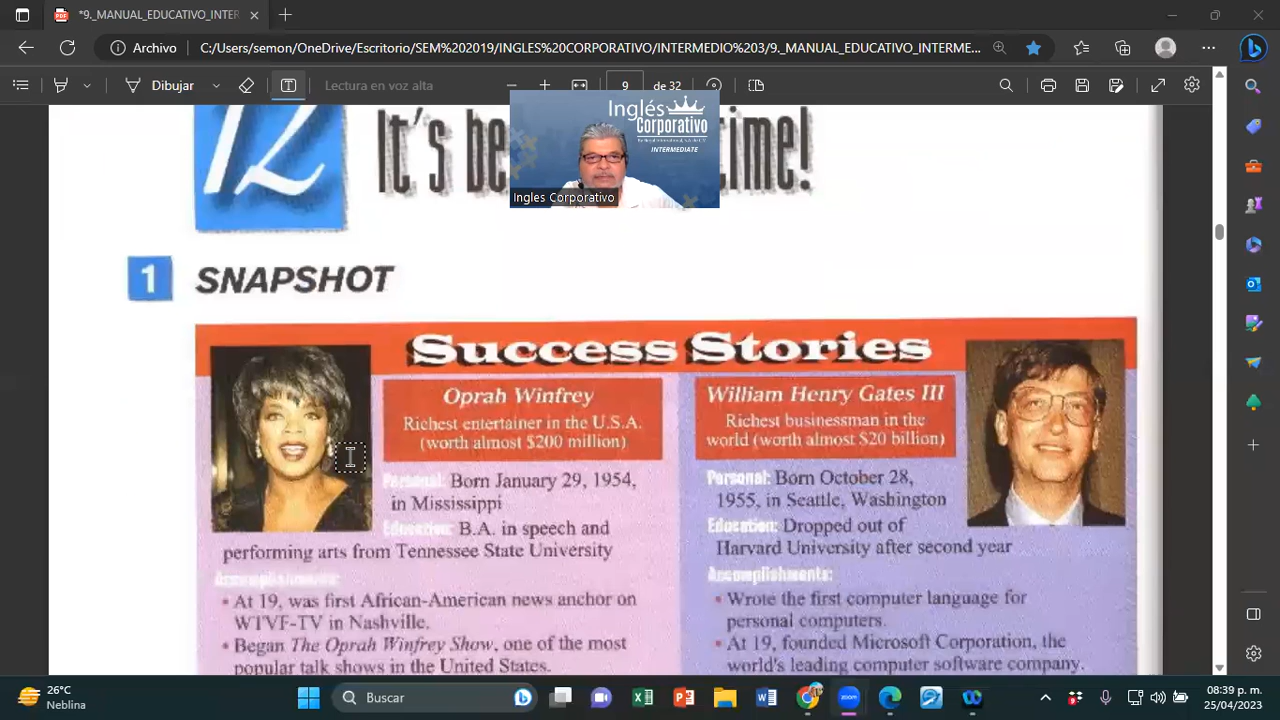 *9._MANUAL_EDUCATIVO_INTER
Archivo
C:/Users/semon/OneDrive/Escritorio/SEM%202019/INGLES%20CORPORATIVO/INTERMEDIO%203/9._MANUAL_EDUCATIVO_INTERME...
Dibujar
Lectura en voz alta
9
de 32
12
It's be
time!
Inglés
Corporativo
INTERMEDIATE
Ingles Corporativo
1
SNAPSHOT
Success Stories
Oprah Winfrey
Richest entertainer in the U.S.A.
(worth almost $200 million)
Personal: Born January 29, 1954,
in Mississippi
Education: B.A. in speech and
performing arts from Tennessee State University
Accomplishments:
• At 19, was first African-American news anchor on
WTVF-TV in Nashville.
• Began The Oprah Winfrey Show, one of the most
popular talk shows in the United States.
William Henry Gates III
Richest businessman in the
world (worth almost $20 billion)
Personal: Born October 28,
1955, in Seattle, Washington
Education: Dropped out of
Harvard University after second year
Accomplishments:
• Wrote the first computer language for
personal computers.
• At 19, founded Microsoft Corporation, the
world's leading computer software company.
26°C
Neblina
Buscar
08:39 p. m.
25/04/2023